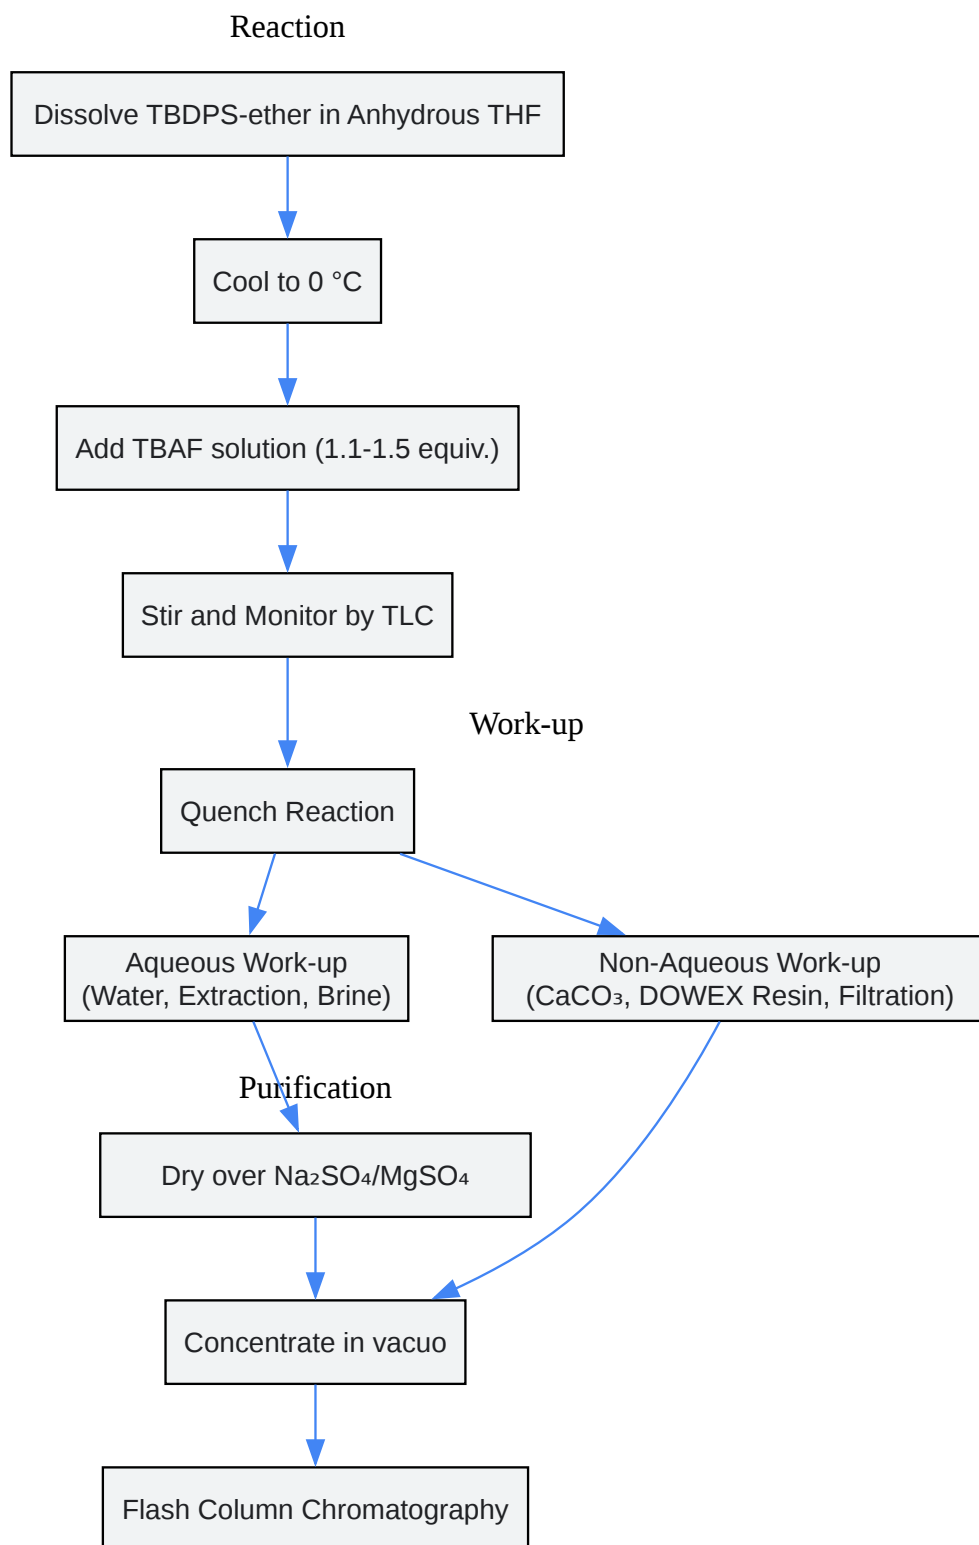 Reaction
Dissolve TBDPS-ether in Anhydrous THF
Cool to 0 °C
Add TBAF solution (1.1-1.5 equiv.)
Stir and Monitor by TLC
Work-up
Quench Reaction
Aqueous Work-up
(Water, Extraction, Brine)
Non-Aqueous Work-up
(CaCO₃, DOWEX Resin, Filtration)
Purification
Dry over Na₂SO₄/MgSO₄
Concentrate in vacuo
Flash Column Chromatography